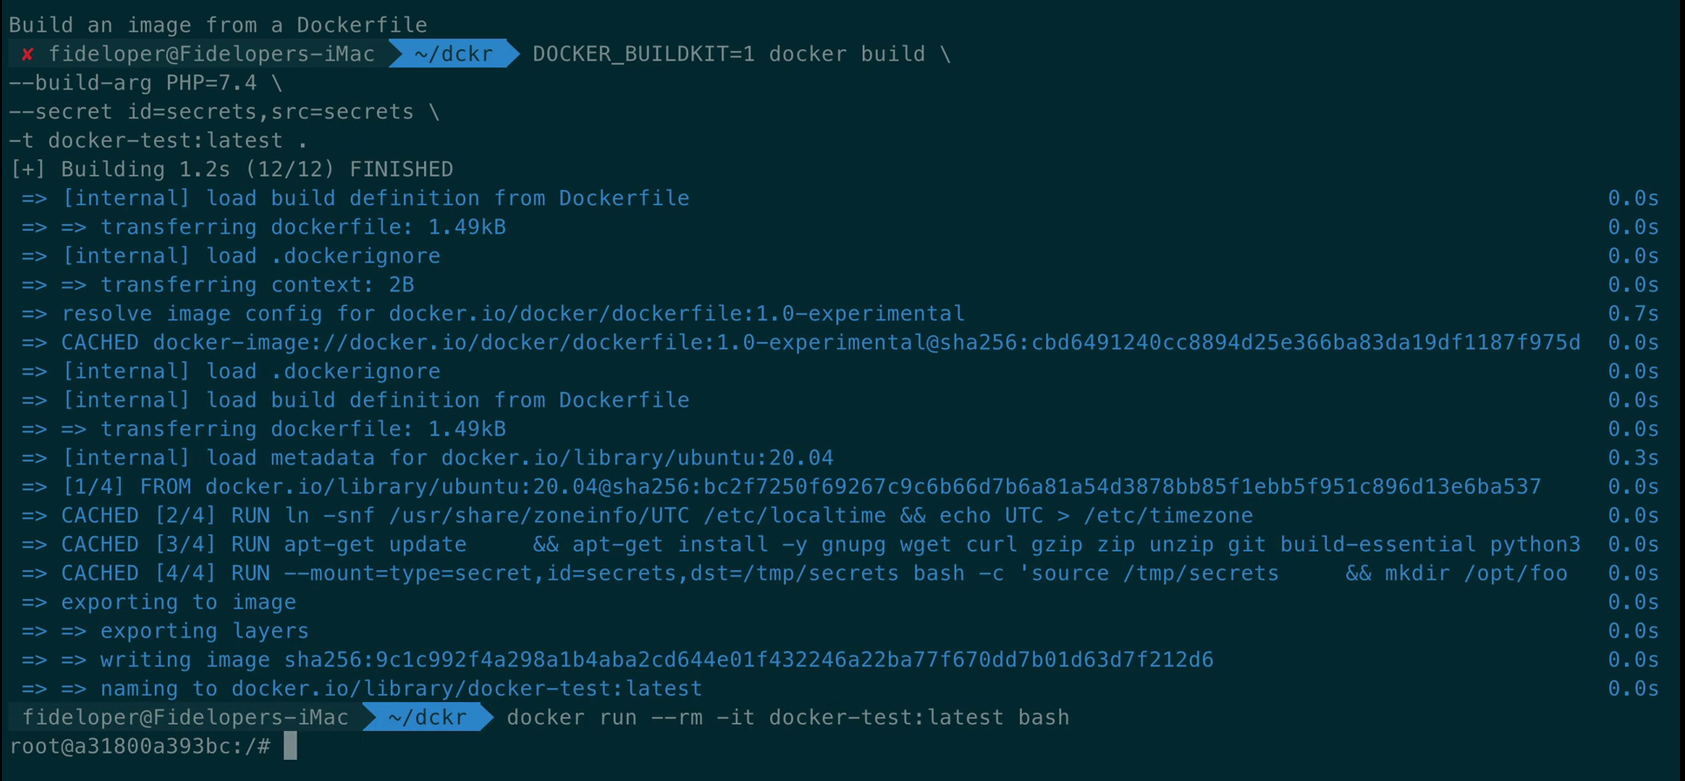 Build an image from a Dockerfile
✘ fideloper@Fidelopers-iMac ~/dckr DOCKER_BUILDKIT=1 docker build \
--build-arg PHP=7.4 \
--secret id=secrets,src=secrets \
-t docker-test:latest .
[+] Building 1.2s (12/12) FINISHED
=> [internal] load build definition from Dockerfile 0.0s
=> => transferring dockerfile: 1.49kB 0.0s
=> [internal] load .dockerignore 0.0s
=> => transferring context: 2B 0.0s
=> resolve image config for docker.io/docker/dockerfile:1.0-experimental 0.7s
=> CACHED docker-image://docker.io/docker/dockerfile:1.0-experimental@sha256:cbd6491240cc8894d25e366ba83da19df1187f975d 0.0s
=> [internal] load .dockerignore 0.0s
=> [internal] load build definition from Dockerfile 0.0s
=> => transferring dockerfile: 1.49kB 0.0s
=> [internal] load metadata for docker.io/library/ubuntu:20.04 0.3s
=> [1/4] FROM docker.io/library/ubuntu:20.04@sha256:bc2f7250f69267c9c6b66d7b6a81a54d3878bb85f1ebb5f951c896d13e6ba537 0.0s
=> CACHED [2/4] RUN ln -snf /usr/share/zoneinfo/UTC /etc/localtime && echo UTC > /etc/timezone 0.0s
=> CACHED [3/4] RUN apt-get update     && apt-get install -y gnupg wget curl gzip zip unzip git build-essential python3 0.0s
=> CACHED [4/4] RUN --mount=type=secret,id=secrets,dst=/tmp/secrets bash -c 'source /tmp/secrets     && mkdir /opt/foo 0.0s
=> exporting to image 0.0s
=> => exporting layers 0.0s
=> => writing image sha256:9c1c992f4a298a1b4aba2cd644e01f432246a22ba77f670dd7b01d63d7f212d6 0.0s
=> => naming to docker.io/library/docker-test:latest 0.0s
fideloper@Fidelopers-iMac ~/dckr docker run --rm -it docker-test:latest bash
root@a31800a393bc:/#